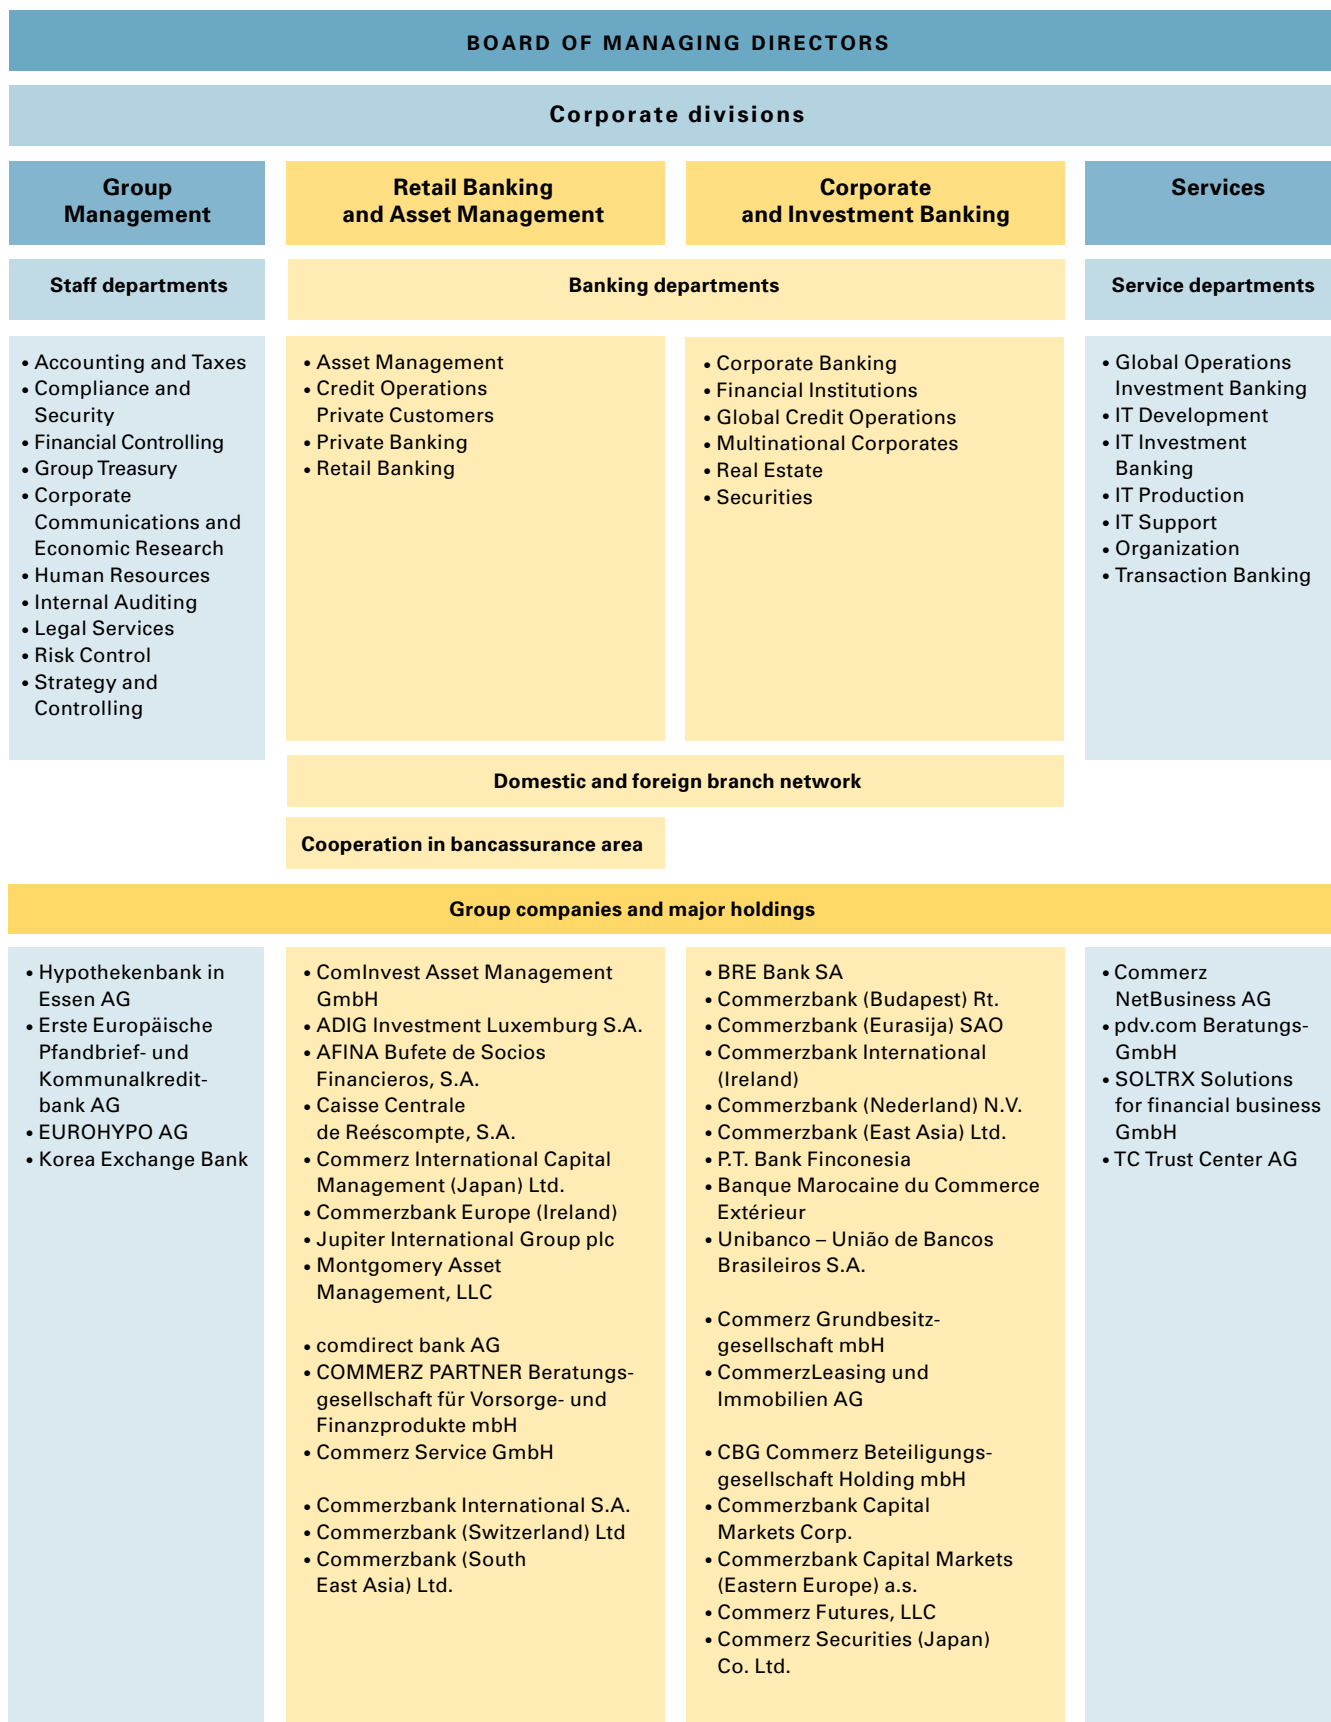 BOARD OF MANAGING DIRECTORS
Corporate divisions
Group
Management
Retail Banking
and Asset Management
Corporate
and Investment Banking
Services
Staff departments
Banking departments
Service departments
• Accounting and Taxes
• Compliance and
Security
• Financial Controlling
• Group Treasury
• Corporate
Communications and
Economic Research
• Human Resources
• Internal Auditing
• Legal Services
• Risk Control
• Strategy and
Controlling
• Asset Management
• Credit Operations
Private Customers
• Private Banking
• Retail Banking
• Corporate Banking
• Financial Institutions
• Global Credit Operations
• Multinational Corporates
• Real Estate
• Securities
• Global Operations
Investment Banking
• IT Development
• IT Investment
Banking
• IT Production
• IT Support
• Organization
• Transaction Banking
Domestic and foreign branch network
Cooperation in bancassurance area
Group companies and major holdings
• Hypothekenbank in
Essen AG
• Erste Europäische
Pfandbrief- und
Kommunalkredit-
bank AG
• EUROHYPO AG
• Korea Exchange Bank
• ComInvest Asset Management
GmbH
• ADIG Investment Luxemburg S.A.
• AFINA Bufete de Socios
Financieros, S.A.
• Caisse Centrale
de Reéscompte, S.A.
• Commerz International Capital
Management (Japan) Ltd.
• Commerzbank Europe (Ireland)
• Jupiter International Group plc
• Montgomery Asset
Management, LLC
• comdirect bank AG
• COMMERZ PARTNER Beratungs-
gesellschaft für Vorsorge- und
Finanzprodukte mbH
• Commerz Service GmbH
• Commerzbank International S.A.
• Commerzbank (Switzerland) Ltd
• Commerzbank (South
East Asia) Ltd.
• BRE Bank SA
• Commerzbank (Budapest) Rt.
• Commerzbank (Eurasija) SAO
• Commerzbank International
(Ireland)
• Commerzbank (Nederland) N.V.
• Commerzbank (East Asia) Ltd.
• P.T. Bank Finconesia
• Banque Marocaine du Commerce
Extérieur
• Unibanco – União de Bancos
Brasileiros S.A.
• Commerz Grundbesitz-
gesellschaft mbH
• CommerzLeasing und
Immobilien AG
• CBG Commerz Beteiligungs-
gesellschaft Holding mbH
• Commerzbank Capital
Markets Corp.
• Commerzbank Capital Markets
(Eastern Europe) a.s.
• Commerz Futures, LLC
• Commerz Securities (Japan)
Co. Ltd.
• Commerz
NetBusiness AG
• pdv.com Beratungs-
GmbH
• SOLTRX Solutions
for financial business
GmbH
• TC Trust Center AG